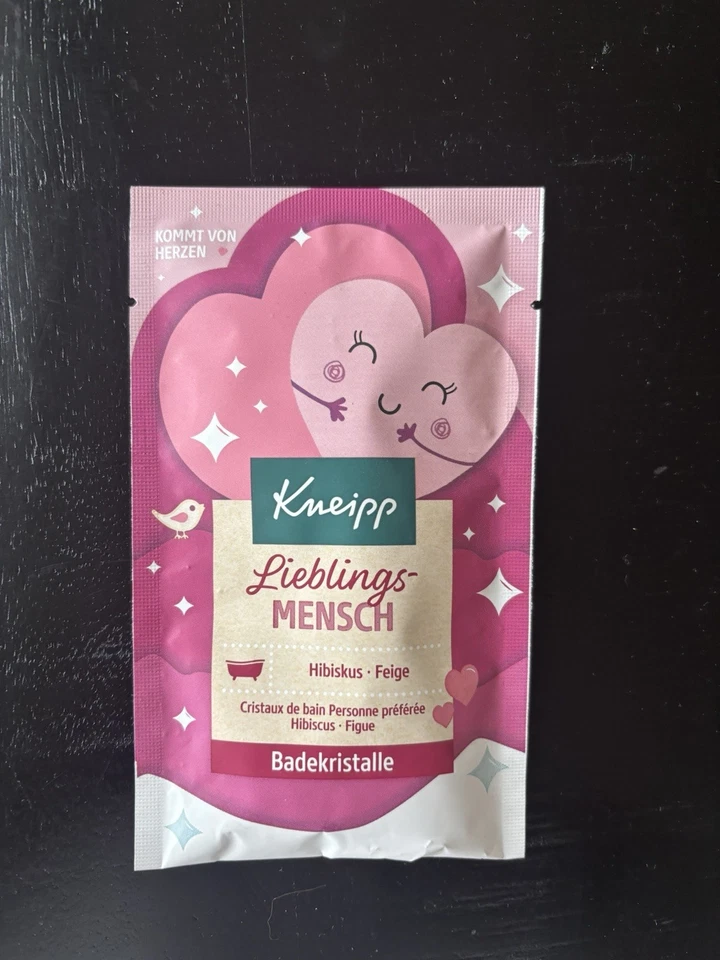 KOMMT VON
HERZEN
Kneipp
Lieblings-
MENSCH
Hibiskus · Feige
Cristaux de bain Personne préférée
Hibiscus · Figue
Badekristalle